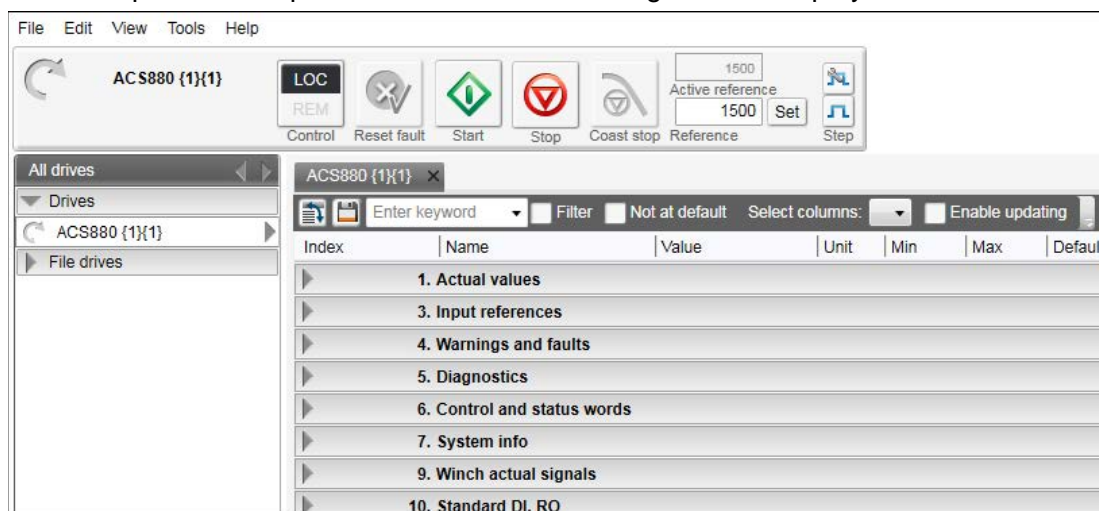 File Edit View Tools Help
ACS880 {1}{1}
LOC
REM
Control
Reset fault
Start
Stop
Coast stop
1500
Active reference
1500 Set
Reference
Step
All drives
Drives
ACS880 {1}{1}
File drives
ACS880 {1}{1} ×
Enter keyword Filter Not at default Select columns: Enable updating
Index Name Value Unit Min Max Defaul
1. Actual values
3. Input references
4. Warnings and faults
5. Diagnostics
6. Control and status words
7. System info
9. Winch actual signals
10. Standard DI, RO